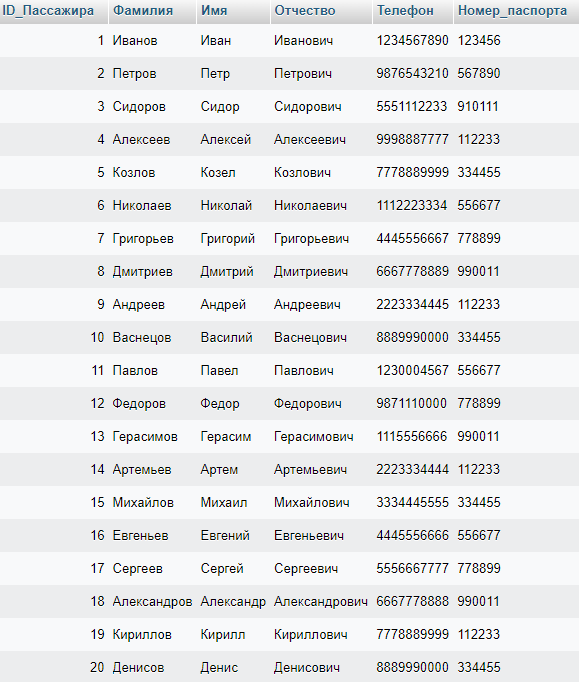 ID_Пассажира Фамилия Имя Отчество Телефон Номер_паспорта
1 Иванов Иван Иванович 1234567890 123456
2 Петров Петр Петрович 9876543210 567890
3 Сидоров Сидор Сидорович 5551112233 910111
4 Алексеев Алексей Алексеевич 9998887777 112233
5 Козлов Козел Козлович 7778889999 334455
6 Николаев Николай Николаевич 1112223334 556677
7 Григорьев Григорий Григорьевич 4445556667 778899
8 Дмитриев Дмитрий Дмитриевич 6667778889 990011
9 Андреев Андрей Андреевич 2223334445 112233
10 Васнецов Василий Васнецович 8889990000 334455
11 Павлов Павел Павлович 1230004567 556677
12 Федоров Федор Федорович 9871110000 778899
13 Герасимов Герасим Герасимович 1115556666 990011
14 Артемьев Артем Артемьевич 2223334444 112233
15 Михайлов Михаил Михайлович 3334445555 334455
16 Евгеньев Евгений Евгеньевич 4445556666 556677
17 Сергеев Сергей Сергеевич 5556667777 778899
18 Александров Александр Александрович 6667778888 990011
19 Кириллов Кирилл Кириллович 7778889999 112233
20 Денисов Денис Денисович 8889990000 334455